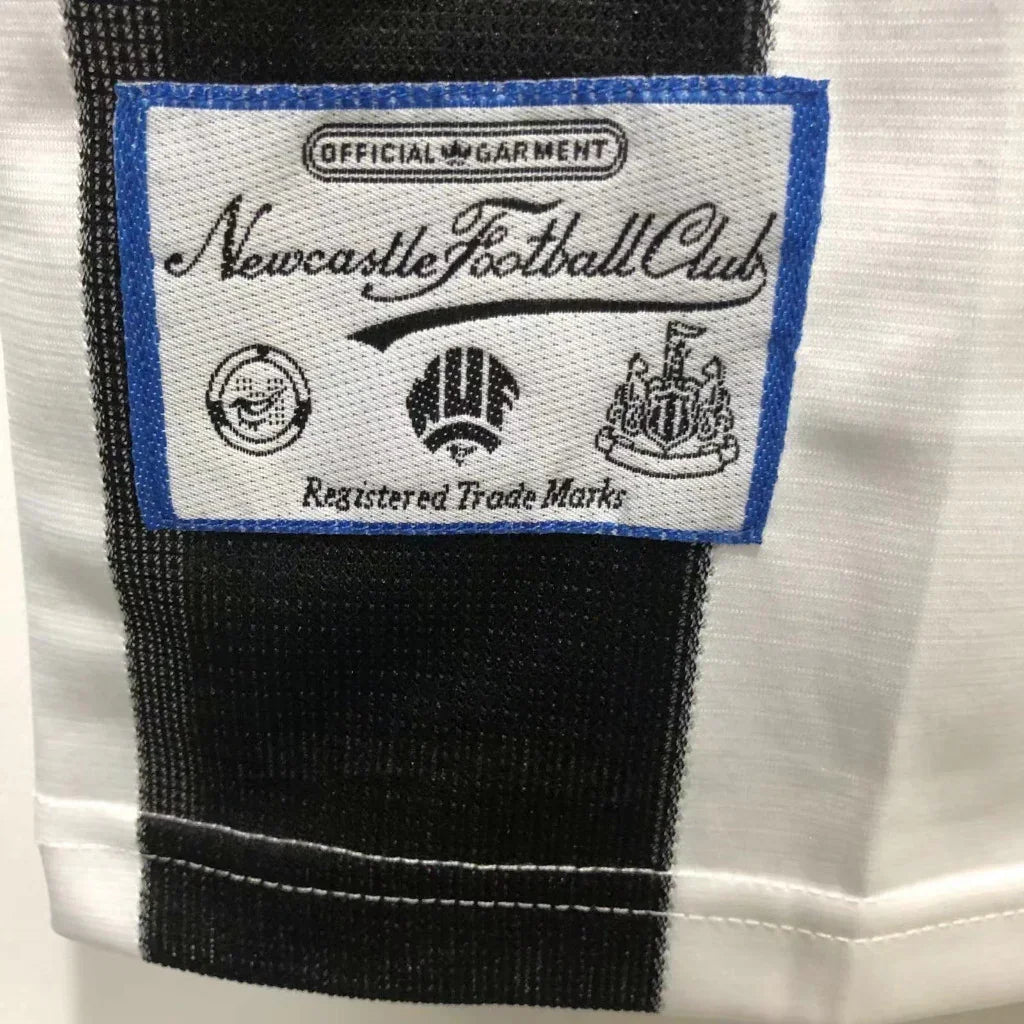 OFFICIAL GARMENT
Newcastle Football Club
NUF
Registered Trade Marks